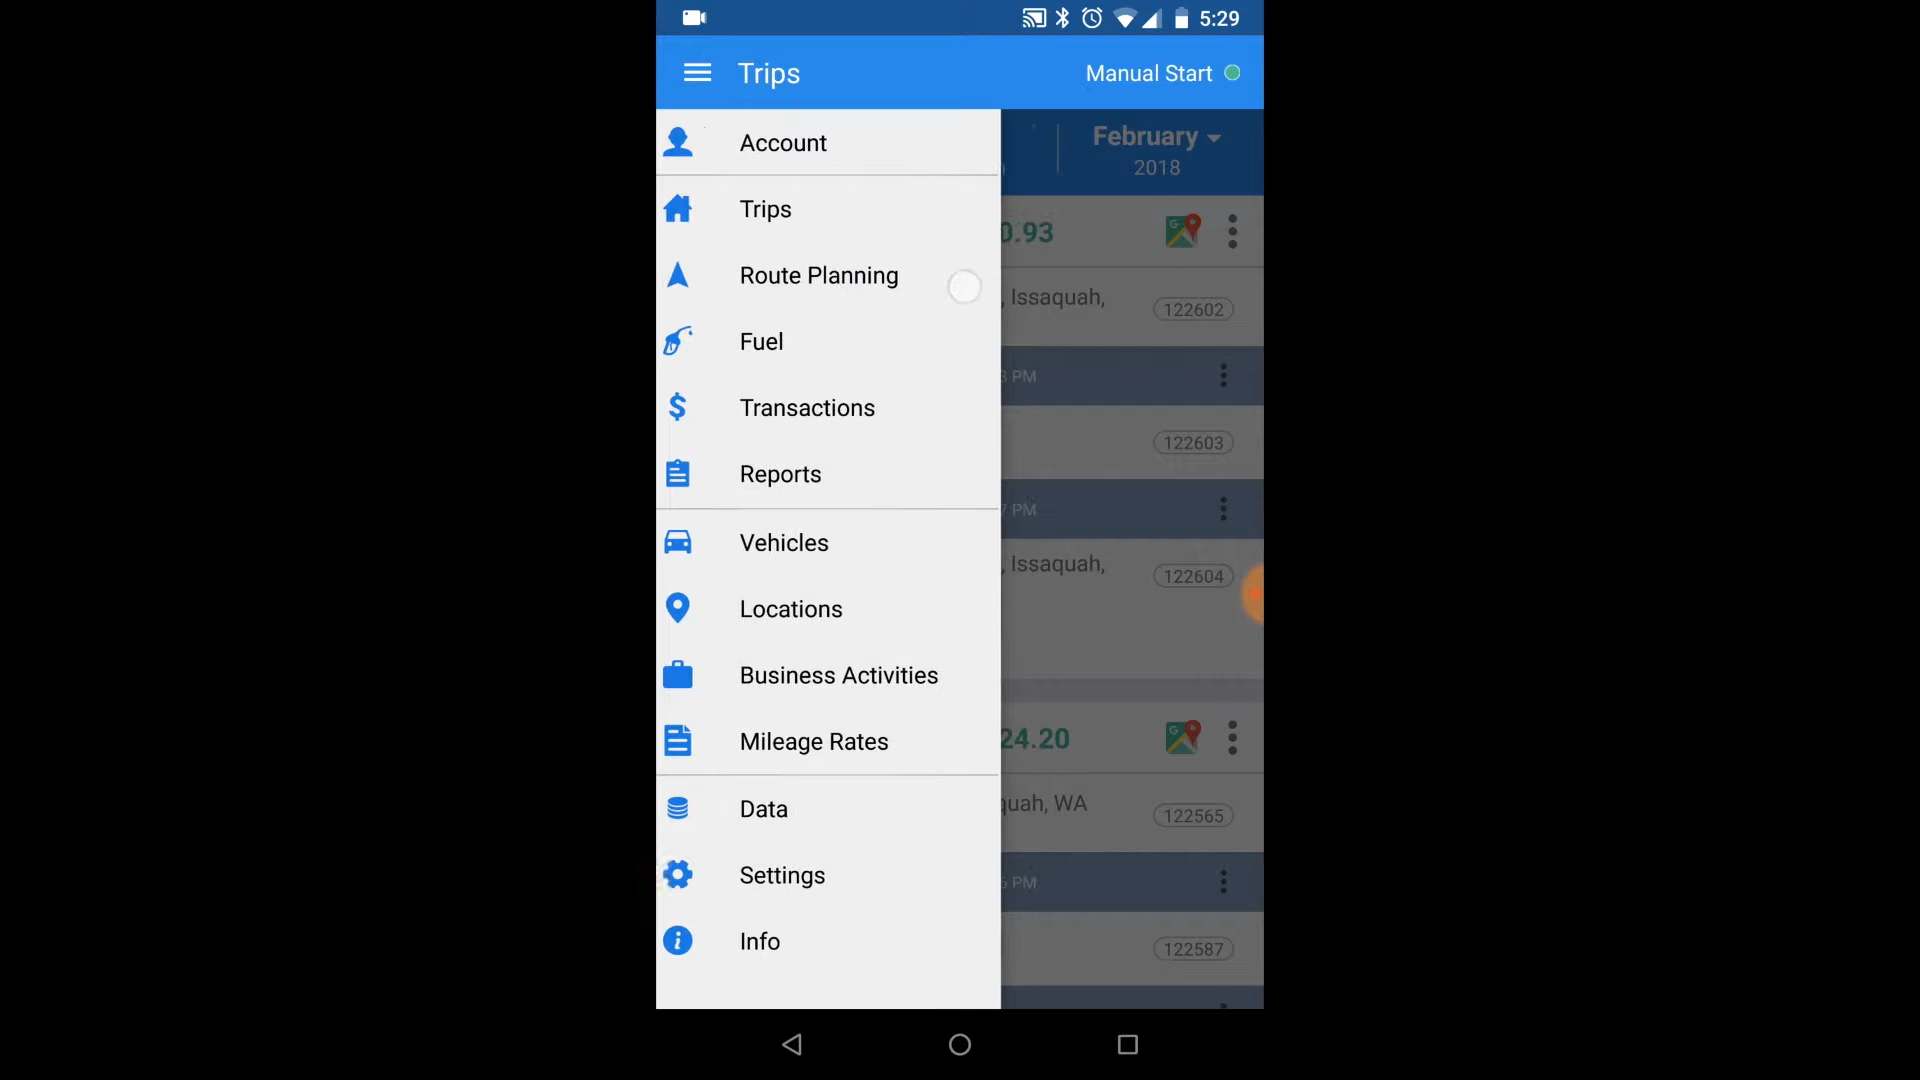 5:29
Trips
Manual Start
Account
Trips
Route Planning
Fuel
Transactions
Reports
Vehicles
Locations
Business Activities
Mileage Rates
Data
Settings
Info
February
2018
0.93
, Issaquah,
122602
PM
122603
7 PM
, Issaquah,
122604
24.20
quah, WA
122565
PM
122587